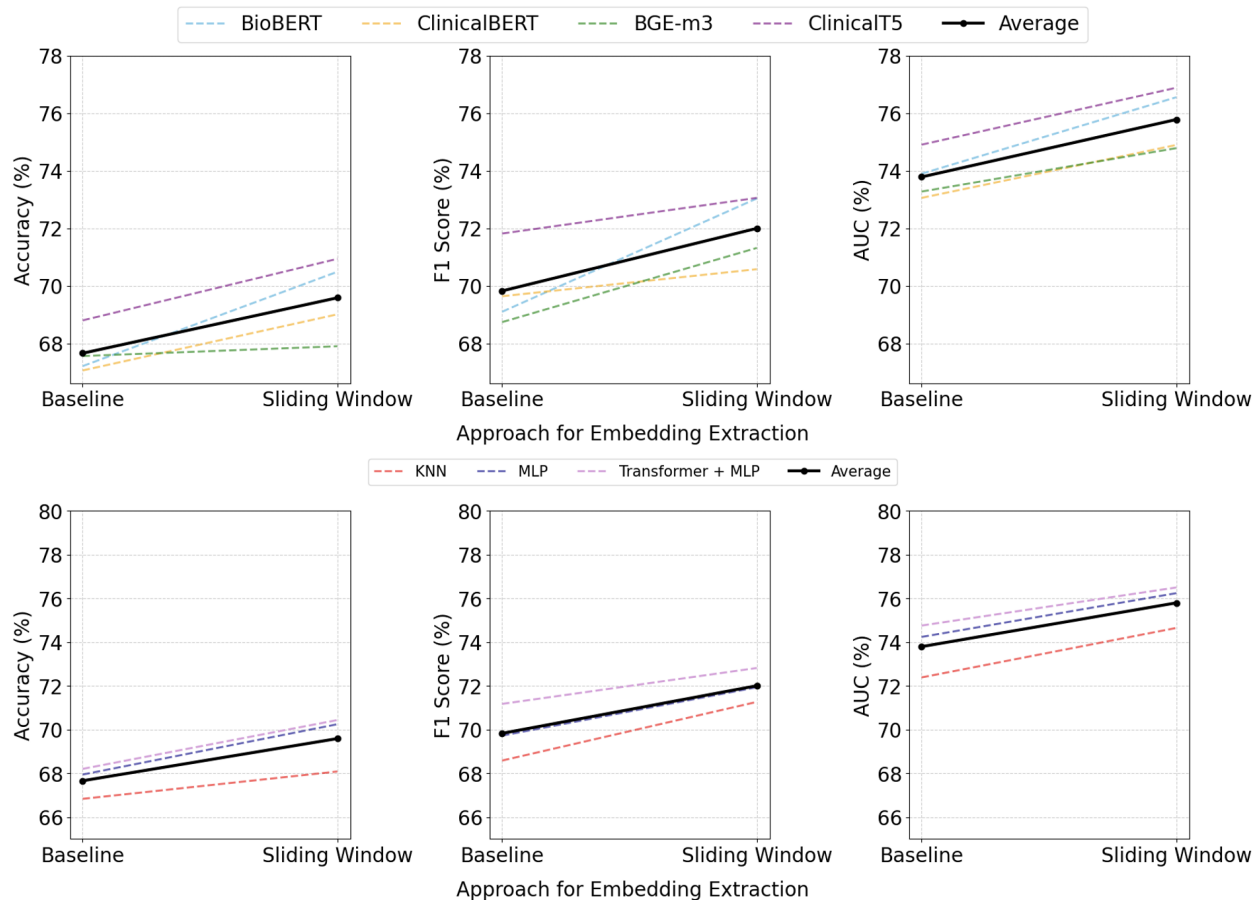 BioBERT ClinicalBERT BGE-m3 ClinicalT5 Average
78
76
74
72
70
68
Accuracy (%)
Baseline Sliding Window
78
76
74
72
70
68
F1 Score (%)
Baseline Sliding Window
78
76
74
72
70
68
AUC (%)
Baseline Sliding Window
Approach for Embedding Extraction
KNN MLP Transformer + MLP Average
80
78
76
74
72
70
68
66
Accuracy (%)
Baseline Sliding Window
80
78
76
74
72
70
68
66
F1 Score (%)
Baseline Sliding Window
80
78
76
74
72
70
68
66
AUC (%)
Baseline Sliding Window
Approach for Embedding Extraction